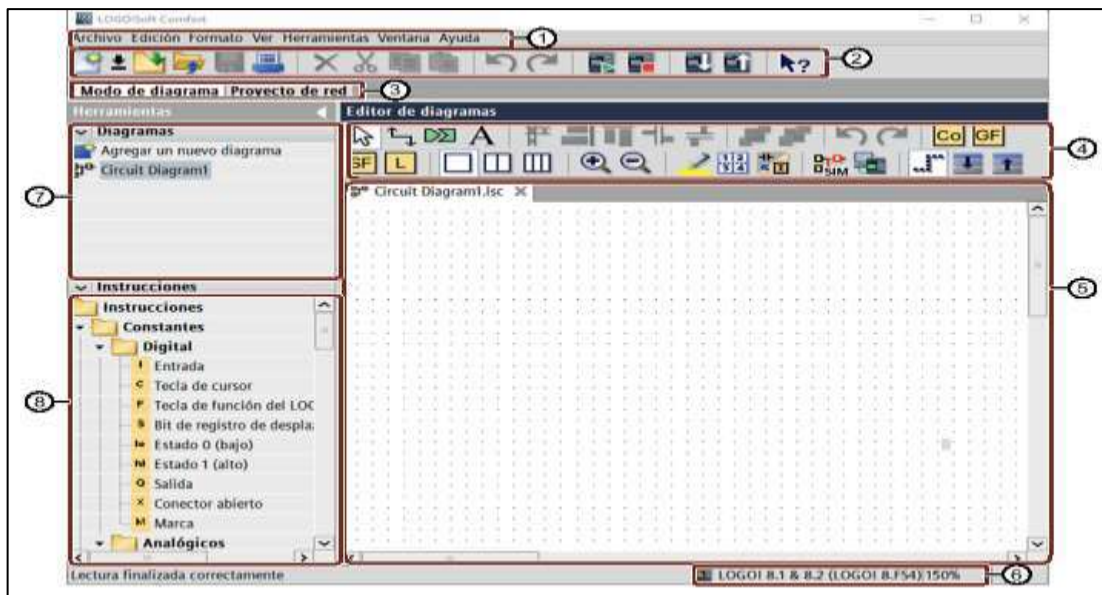 LOGO!Soft Comfort
Archivo Edición Formato Ver Herramientas Ventana Ayuda
1
2
Modo de diagrama Proyecto de red
3
Herramientas
Editor de diagramas
Diagramas
Agregar un nuevo diagrama
Circuit Diagram1
7
A
Co GF
SF L
SIM
4
Circuit Diagram1.lsc
5
Instrucciones
Instrucciones
Constantes
Digital
I Entrada
C Tecla de cursor
F Tecla de función del LOG
S Bit de registro de despla
lo Estado 0 (bajo)
hi Estado 1 (alto)
Q Salida
X Conector abierto
M Marca
Analógicos
8
Lectura finalizada correctamente
LOGO! 8.1 & 8.2 (LOGO! 8.FS4) 150%
6